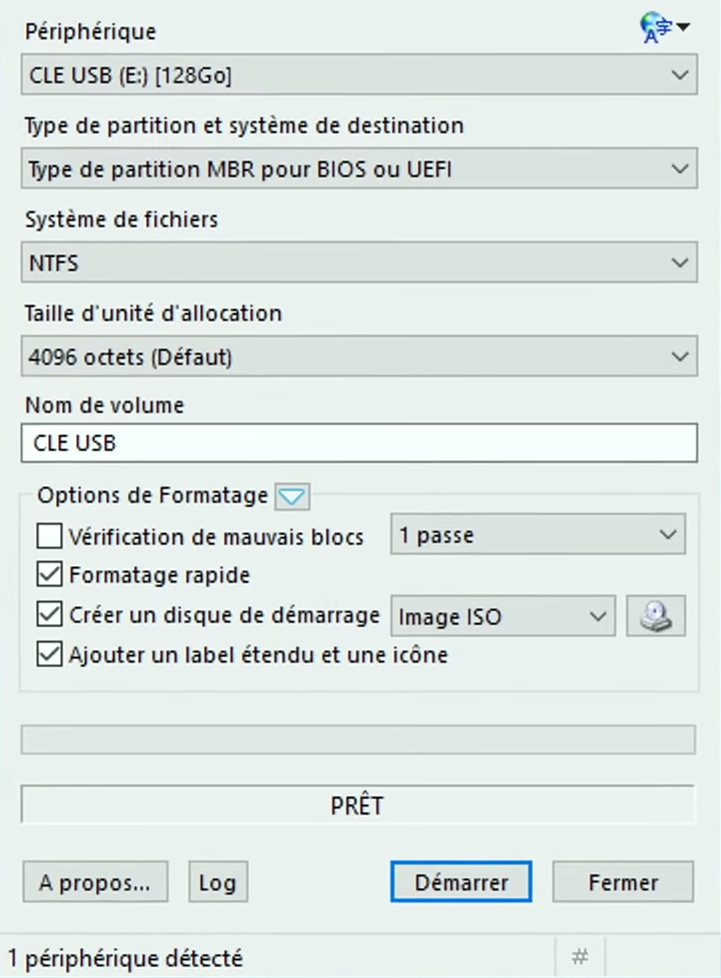 Périphérique
CLE USB (E:) [128Go]
Type de partition et système de destination
Type de partition MBR pour BIOS ou UEFI
Système de fichiers
NTFS
Taille d'unité d'allocation
4096 octets (Défaut)
Nom de volume
CLE USB
Options de Formatage
Vérification de mauvais blocs 1 passe
Formatage rapide
Créer un disque de démarrage Image ISO
Ajouter un label étendu et une icône
PRÊT
A propos... Log Démarrer Fermer
1 périphérique détecté #